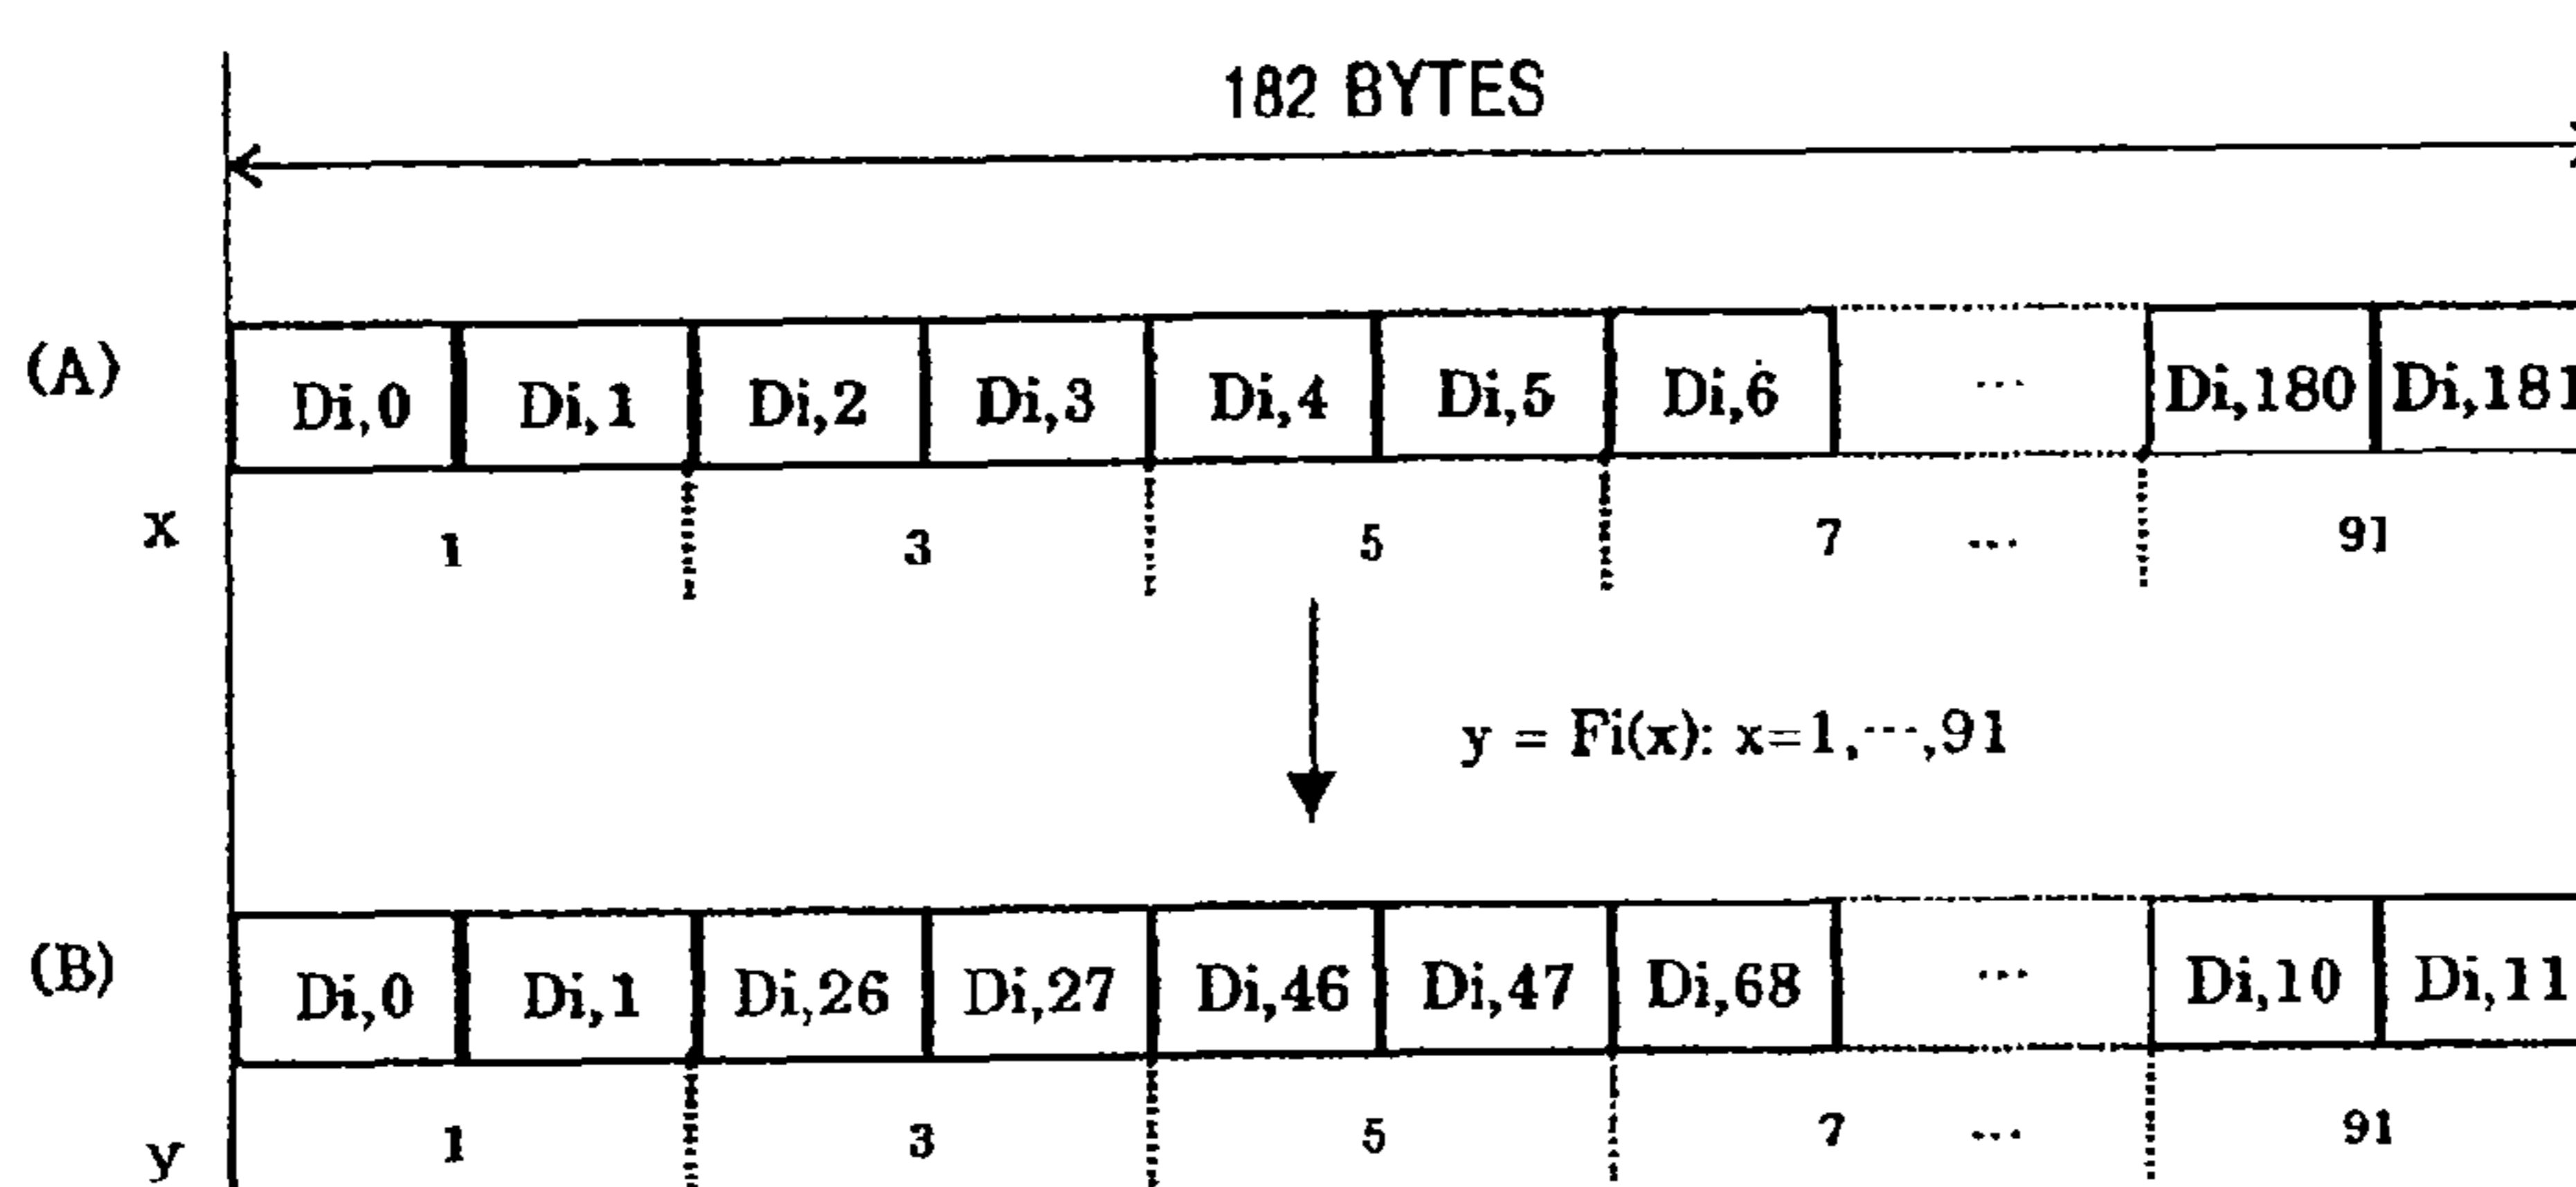 182 BYTES
(A) Di,0 Di,1 Di,2 Di,3 Di,4 Di,5 Di,6 ... Di,180 Di,181
x 1 3 5 7 ... 91
y = Fi(x): x=1,...,91
(B) Di,0 Di,1 Di,26 Di,27 Di,46 Di,47 Di,68 ... Di,10 Di,11
y 1 3 5 7 ... 91